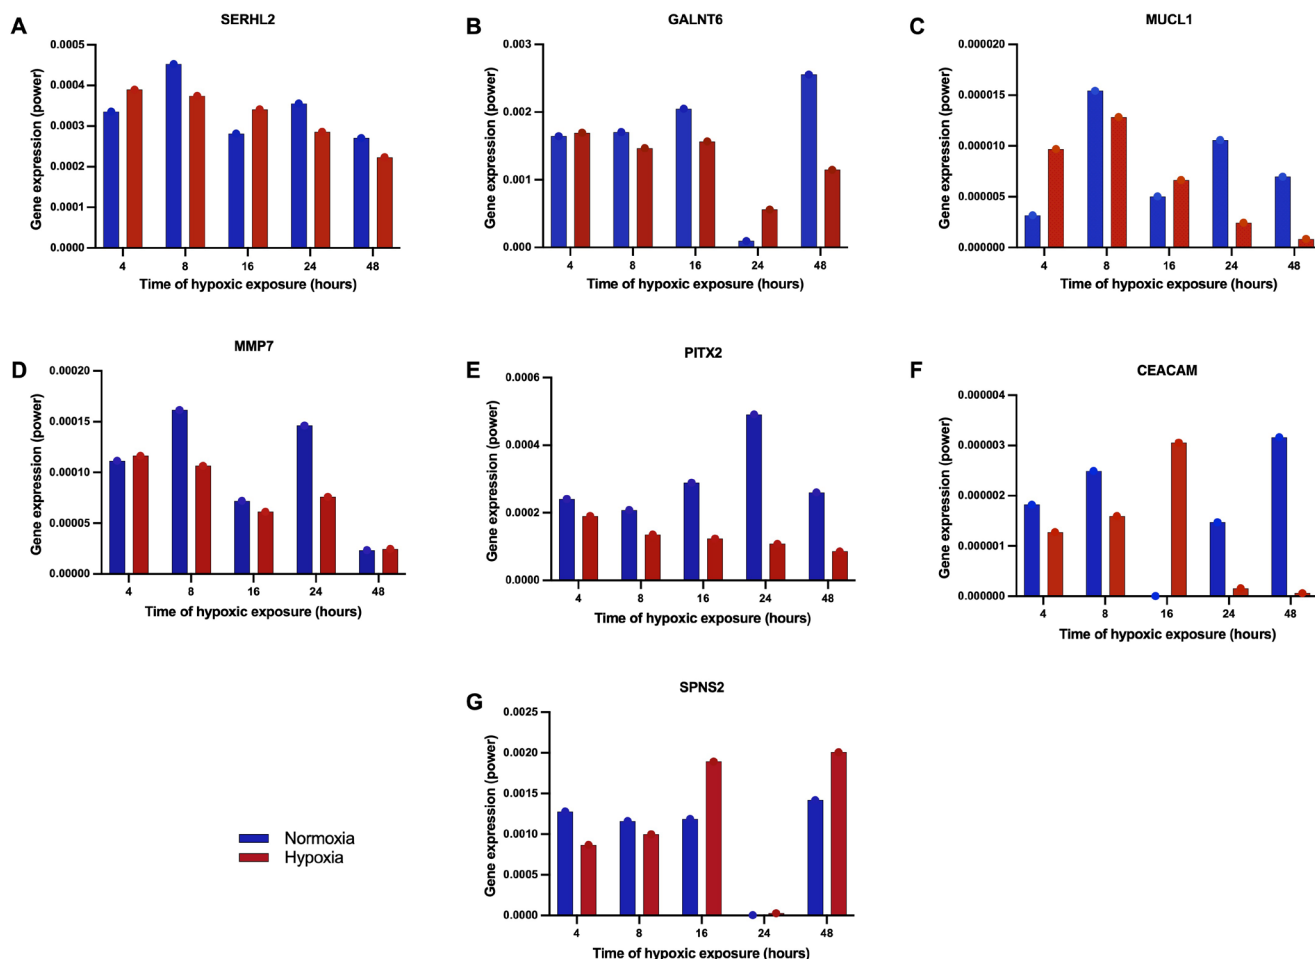 A
SERHL2
Gene expression (power)
0.0005
0.0004
0.0003
0.0002
0.0001
0.0000
4 8 16 24 48
Time of hypoxic exposure (hours)
B
GALNT6
Gene expression (power)
0.003
0.002
0.001
0.000
4 8 16 24 48
Time of hypoxic exposure (hours)
C
MUCL1
Gene expression (power)
0.000020
0.000015
0.000010
0.000005
0.000000
4 8 16 24 48
Time of hypoxic exposure (hours)
D
MMP7
Gene expression (power)
0.00020
0.00015
0.00010
0.00005
0.00000
4 8 16 24 48
Time of hypoxic exposure (hours)
E
PITX2
Gene expression (power)
0.0006
0.0004
0.0002
0.0000
4 8 16 24 48
Time of hypoxic exposure (hours)
F
CEACAM
Gene expression (power)
0.000004
0.000003
0.000002
0.000001
0.000000
4 8 16 24 48
Time of hypoxic exposure (hours)
G
SPNS2
Gene expression (power)
0.0025
0.0020
0.0015
0.0010
0.0005
0.0000
4 8 16 24 48
Time of hypoxic exposure (hours)
Normoxia
Hypoxia